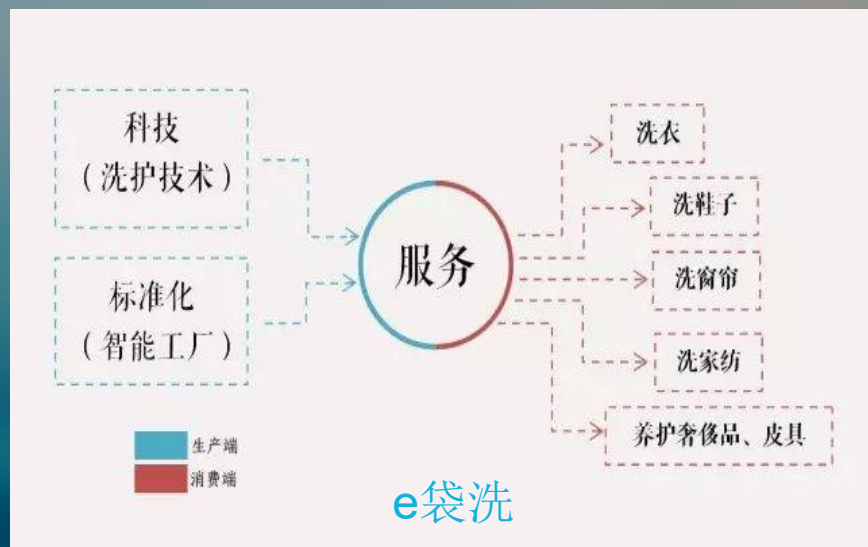 科技
（洗护技术）
标准化
（智能工厂）
服务
洗衣
洗鞋子
洗窗帘
洗家纺
养护奢侈品、皮具
生产端
消费端
e袋洗